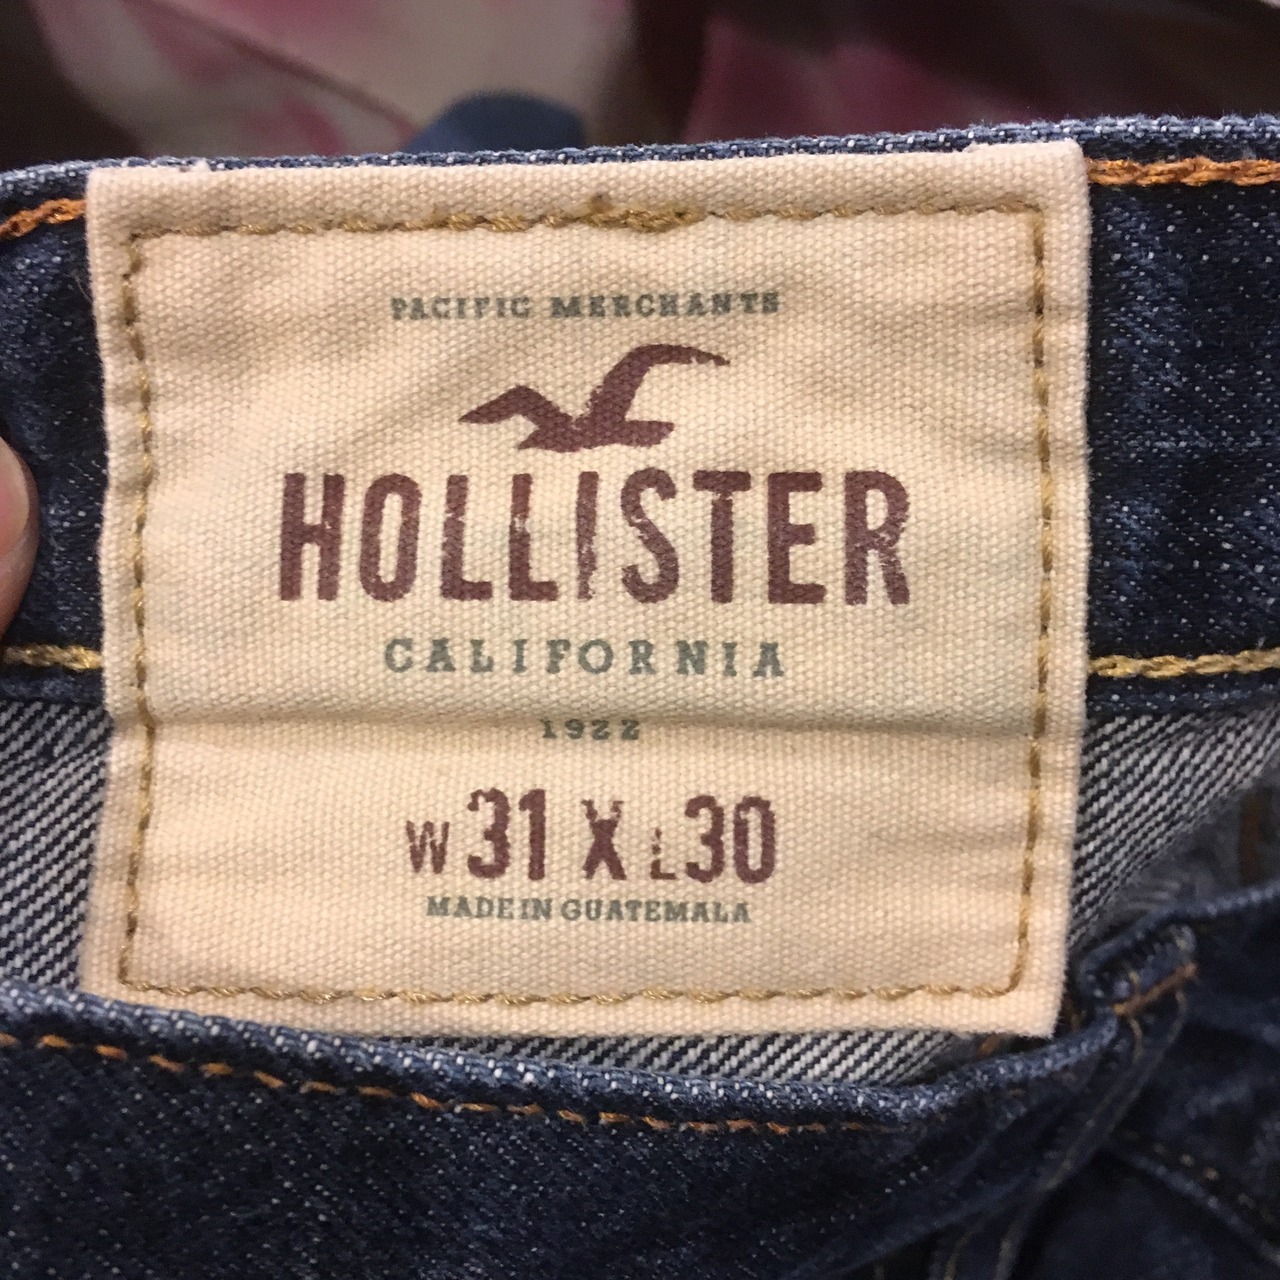 PACIFIC MERCHANTS
HOLLISTER
CALIFORNIA
1922
W31 X L30
MADE IN GUATEMALA